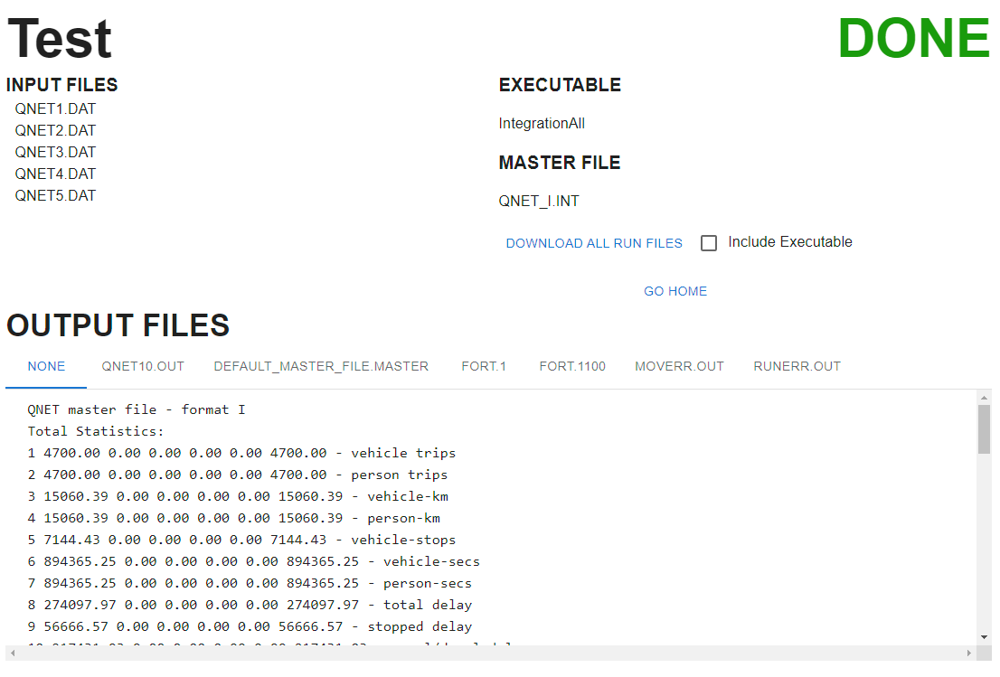 Test
DONE
INPUT FILES
QNET1.DAT
QNET2.DAT
QNET3.DAT
QNET4.DAT
QNET5.DAT
EXECUTABLE
IntegrationAll
MASTER FILE
QNET_I.INT
DOWNLOAD ALL RUN FILES Include Executable
GO HOME
OUTPUT FILES
NONE QNET10.OUT DEFAULT_MASTER_FILE.MASTER FORT.1 FORT.1100 MOVERR.OUT RUNERR.OUT
QNET master file - format I
Total Statistics:
1 4700.00 0.00 0.00 0.00 0.00 4700.00 - vehicle trips
2 4700.00 0.00 0.00 0.00 0.00 4700.00 - person trips
3 15060.39 0.00 0.00 0.00 0.00 15060.39 - vehicle-km
4 15060.39 0.00 0.00 0.00 0.00 15060.39 - person-km
5 7144.43 0.00 0.00 0.00 0.00 7144.43 - vehicle-stops
6 894365.25 0.00 0.00 0.00 0.00 894365.25 - vehicle-secs
7 894365.25 0.00 0.00 0.00 0.00 894365.25 - person-secs
8 274097.97 0.00 0.00 0.00 0.00 274097.97 - total delay
9 56666.57 0.00 0.00 0.00 0.00 56666.57 - stopped delay